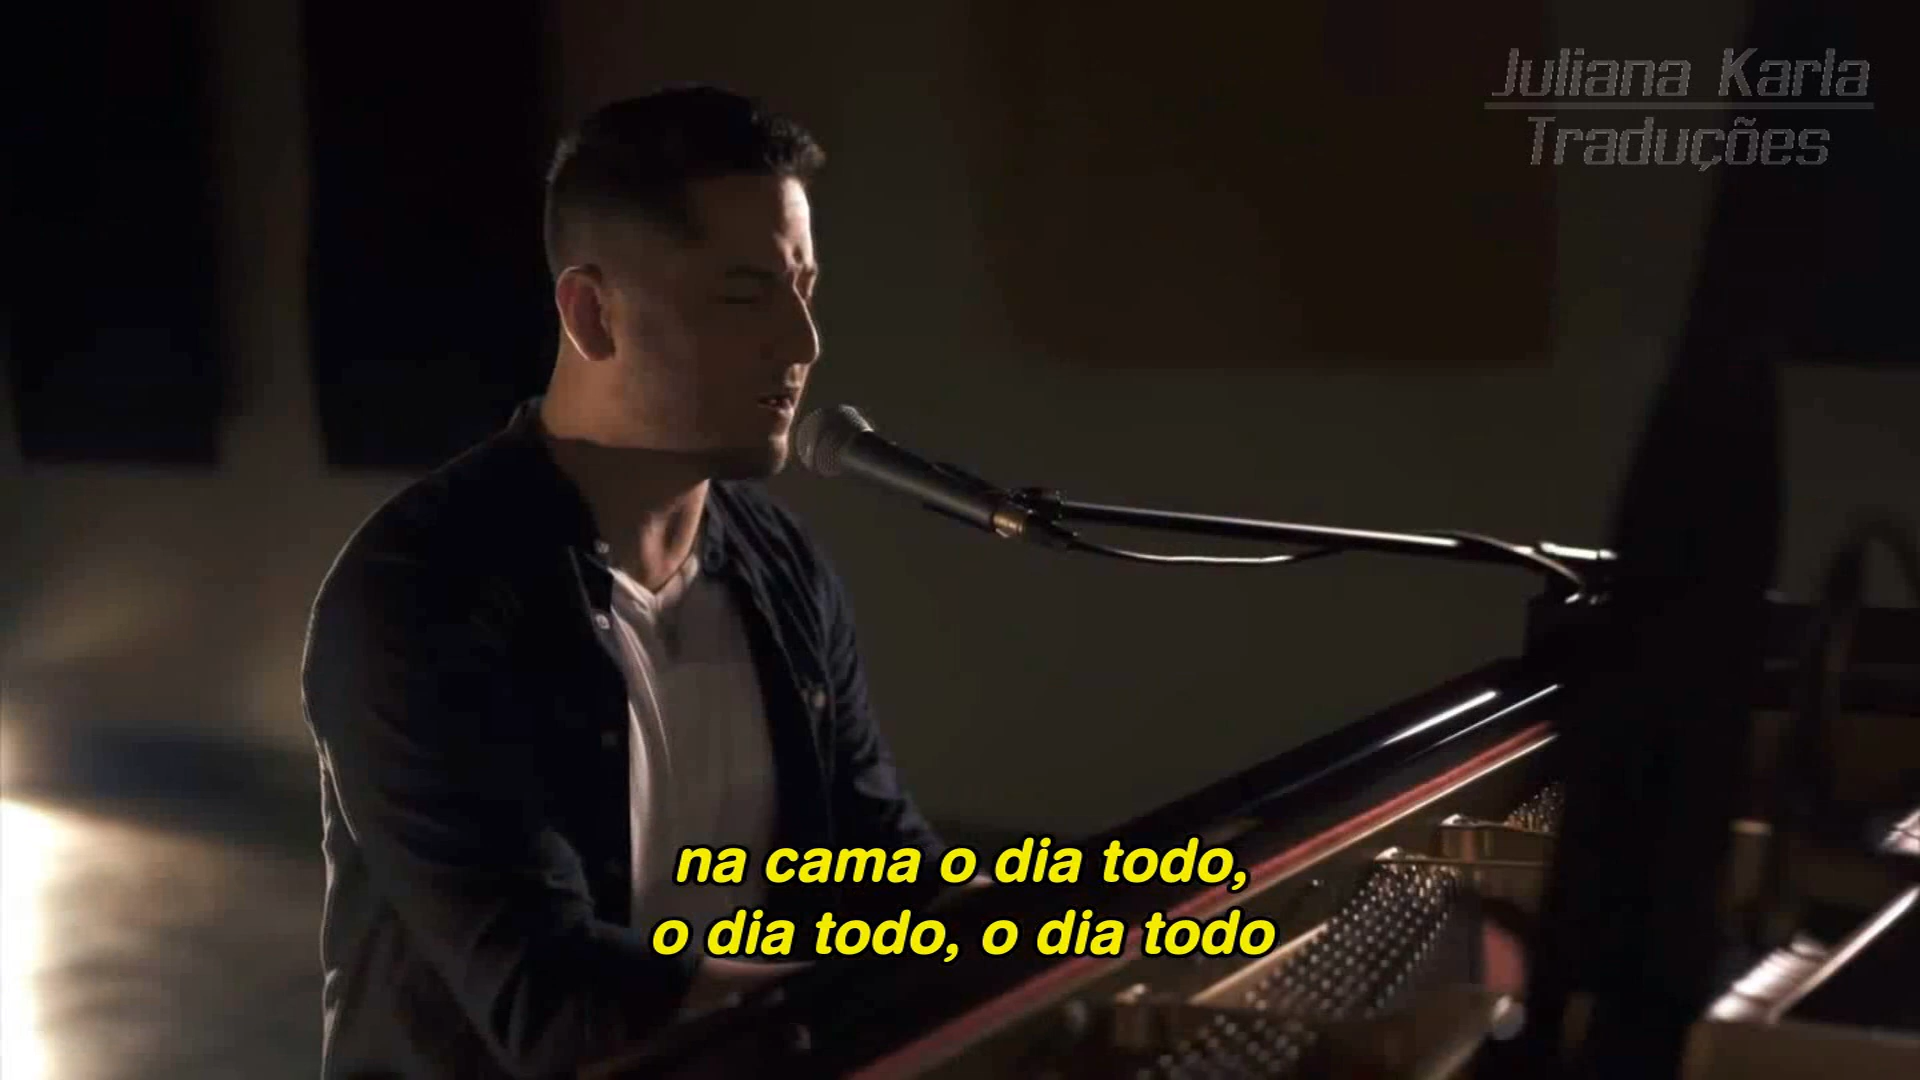 Juliana Karla
Traduções
na cama o dia todo,
o dia todo, o dia todo